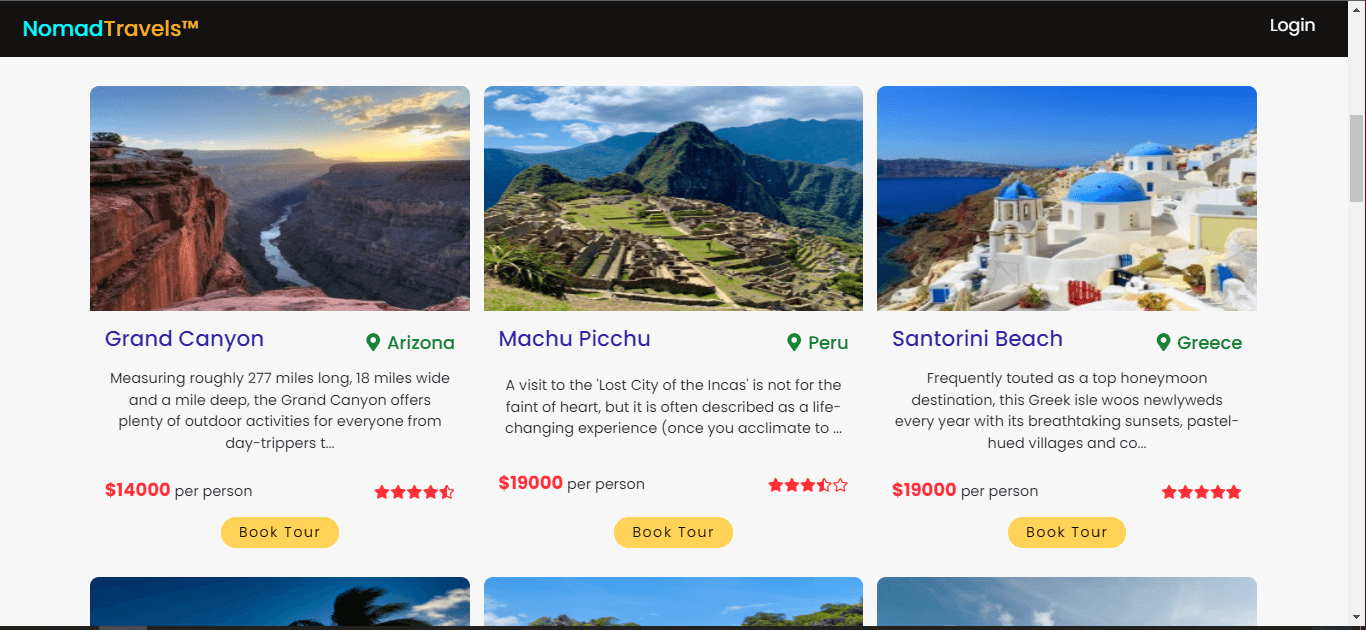 NomadTravels™
Login
Grand Canyon
Arizona
Measuring roughly 277 miles long, 18 miles wide
and a mile deep, the Grand Canyon offers
plenty of outdoor activities for everyone from
day-trippers t...
$14000 per person
Book Tour
Machu Picchu
Peru
A visit to the 'Lost City of the Incas' is not for the
faint of heart, but it is often described as a life-
changing experience (once you acclimate to ...
$19000 per person
Book Tour
Santorini Beach
Greece
Frequently touted as a top honeymoon
destination, this Greek isle woos newlyweds
every year with its breathtaking sunsets, pastel-
hued villages and co...
$19000 per person
Book Tour